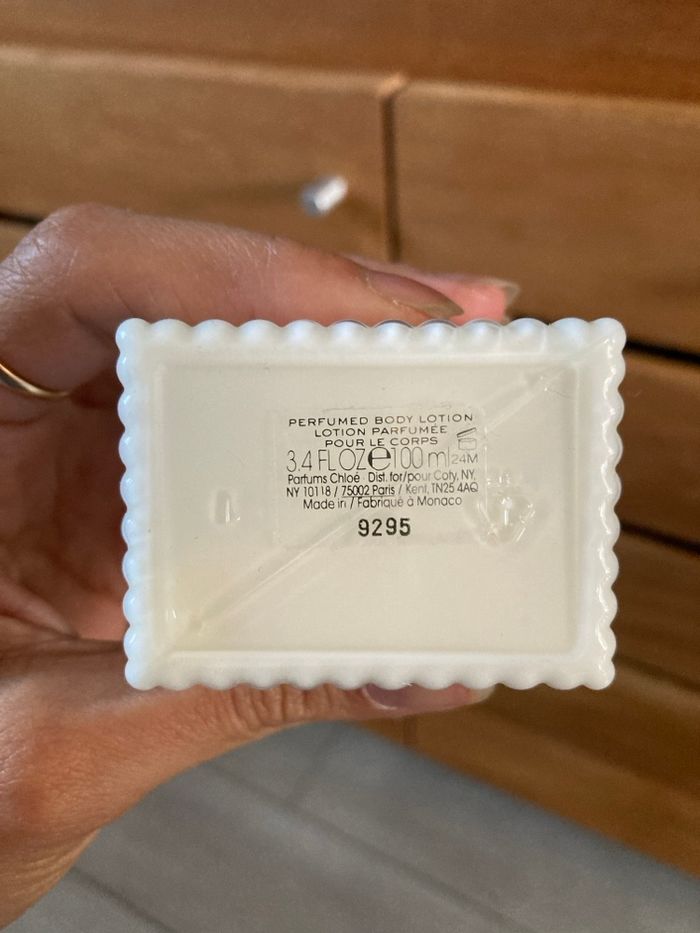 PERFUMED BODY LOTION
LOTION PARFUMÉE
POUR LE CORPS
3.4 FL OZ ℮ 100 ml 24M
Parfums Chloé Dist. for/pour Coty, NY,
NY 10118 / 75002 Paris / Kent, TN25 4AQ
Made in / Fabriqué à Monaco
9295